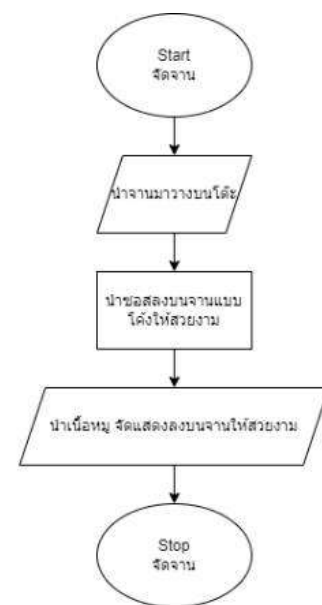 Start
จัดจาน
นำจานมาวางบนโต๊ะ
นำซอสลงบนจานแบบ
โค้งให้สวยงาม
นำเนื้อหมู จัดแสดงลงบนจานให้สวยงาม
Stop
จัดจาน